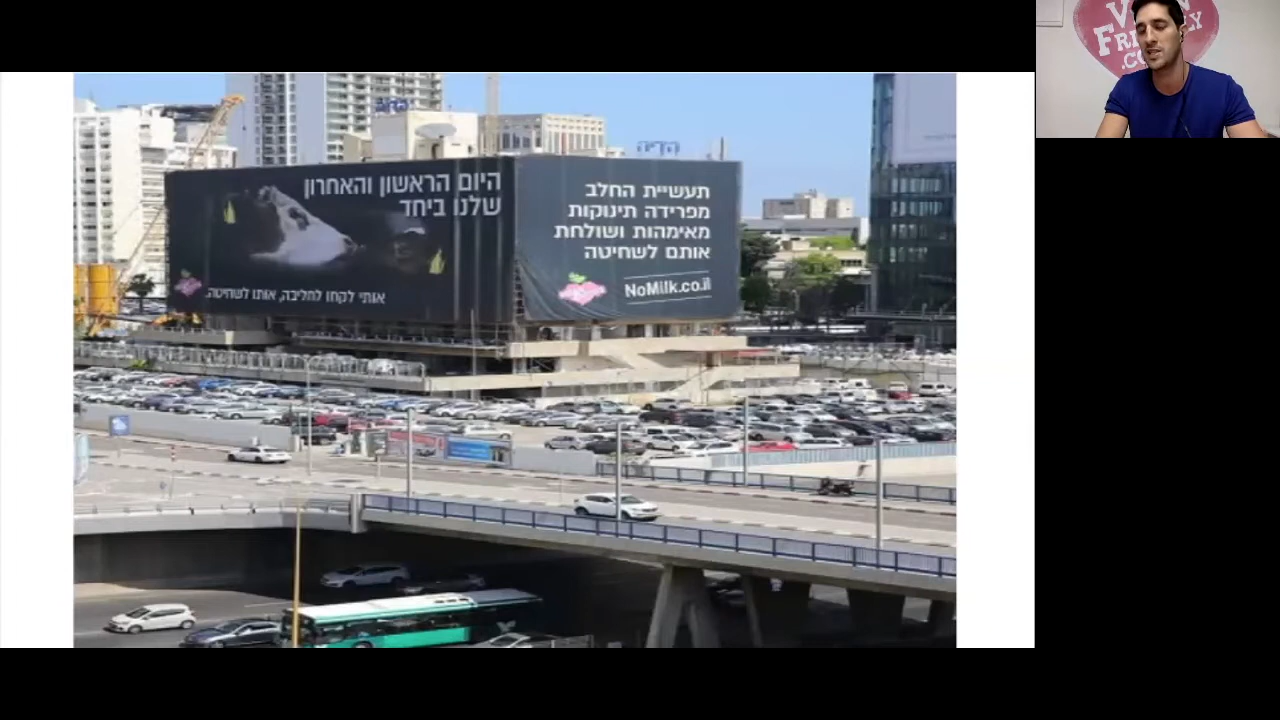 היום הראשון והאחרון
שלנו ביחד
אותי לקחו לחליבה, אותו לשחיטה.
תעשיית החלב
מפרידה תינוקות
מאימהות ושולחת
אותם לשחיטה
NoMilk.co.il